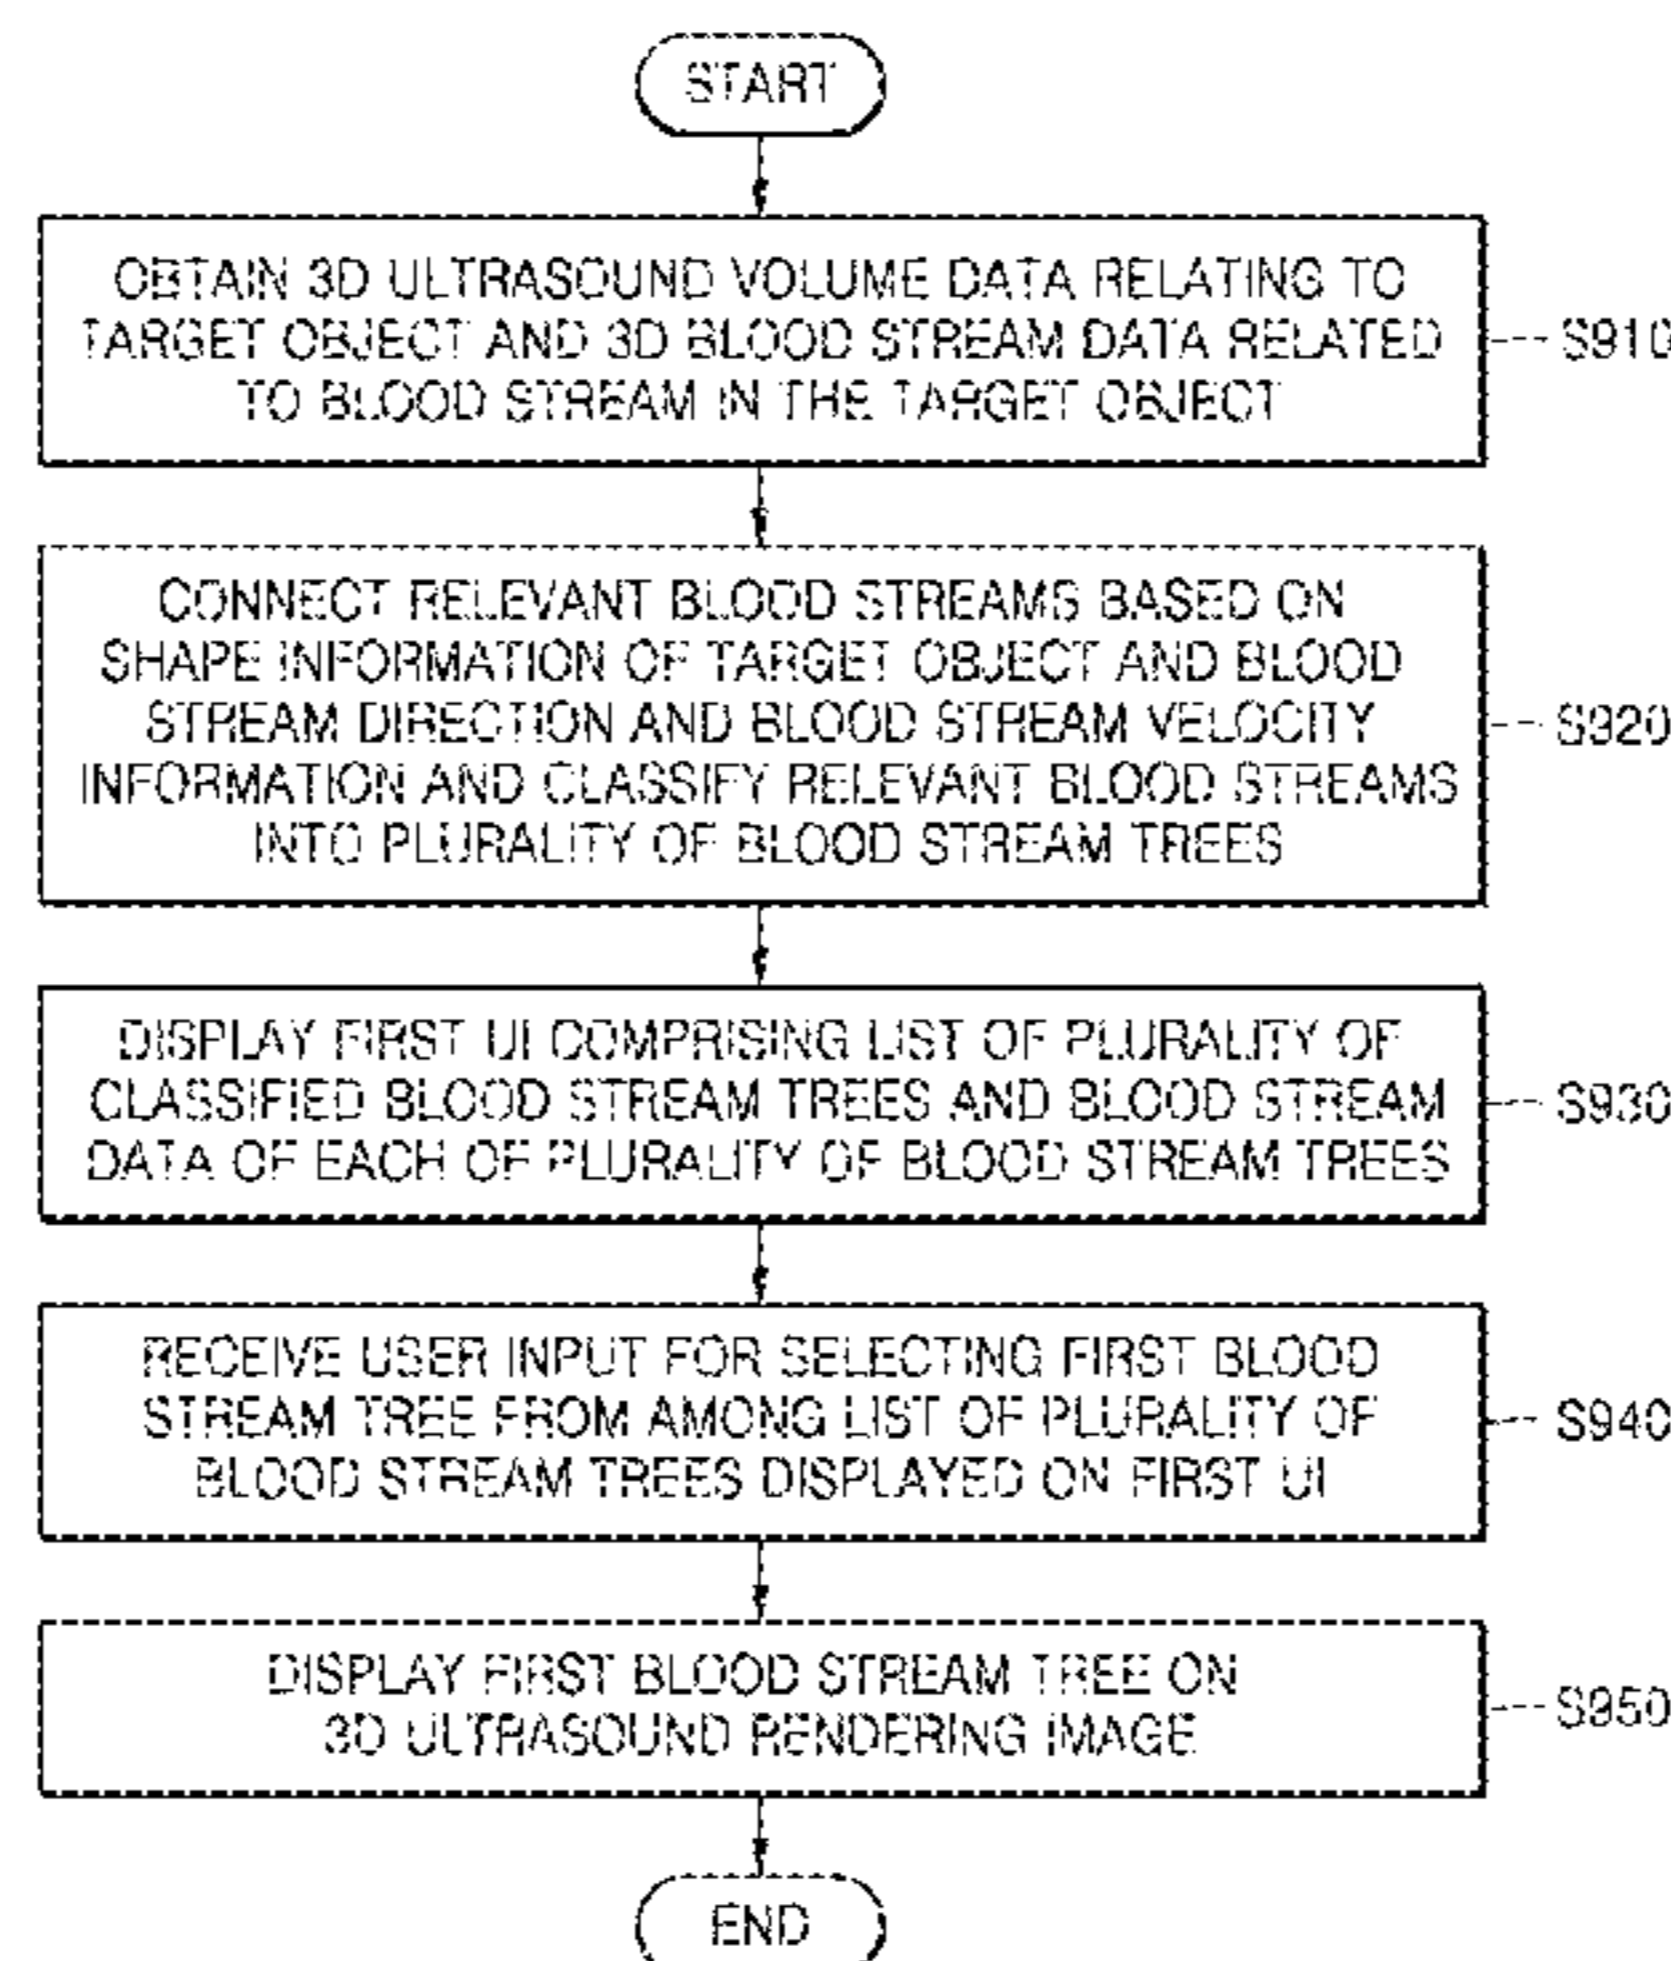 START
OBTAIN 3D ULTRASOUND VOLUME DATA RELATING TO
TARGET OBJECT AND 3D BLOOD STREAM DATA RELATED
TO BLOOD STREAM IN THE TARGET OBJECT
S910
CONNECT RELEVANT BLOOD STREAMS BASED ON
SHAPE INFORMATION OF TARGET OBJECT AND BLOOD
STREAM DIRECTION AND BLOOD STREAM VELOCITY
INFORMATION AND CLASSIFY RELEVANT BLOOD STREAMS
INTO PLURALITY OF BLOOD STREAM TREES
S920
DISPLAY FIRST UI COMPRISING LIST OF PLURALITY OF
CLASSIFIED BLOOD STREAM TREES AND BLOOD STREAM
DATA OF EACH OF PLURALITY OF BLOOD STREAM TREES
S930
RECEIVE USER INPUT FOR SELECTING FIRST BLOOD
STREAM TREE FROM AMONG LIST OF PLURALITY OF
BLOOD STREAM TREES DISPLAYED ON FIRST UI
S940
DISPLAY FIRST BLOOD STREAM TREE ON
3D ULTRASOUND RENDERING IMAGE
S950
END